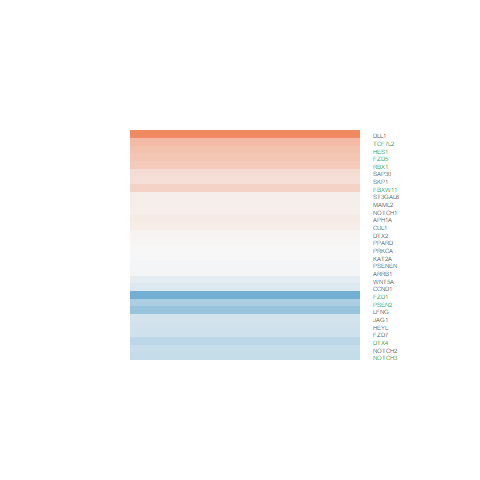 DLL1
TCF7L2
HES1
FZD5
RBX1
SAP30
SKP1
FBXW11
ST3GAL6
MAML2
NOTCH1
APH1A
CUL1
DTX2
PPARD
PRKCA
KAT2A
PSENEN
ARRB1
WNT5A
CCND1
FZD1
PSEN2
LFNG
JAG1
HEYL
FZD7
DTX4
NOTCH2
NOTCH3